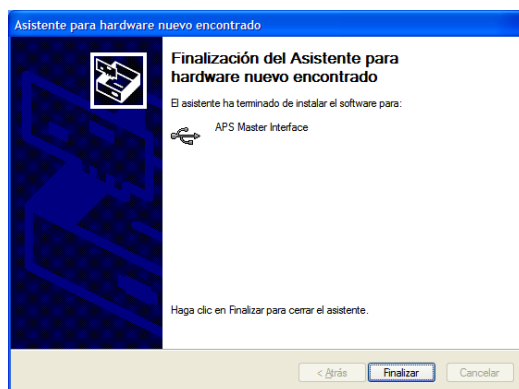 Asistente para hardware nuevo encontrado
Finalización del Asistente para
hardware nuevo encontrado
El asistente ha terminado de instalar el software para:
APS Master Interface
Haga clic en Finalizar para cerrar el asistente.
< Atrás
Finalizar
Cancelar